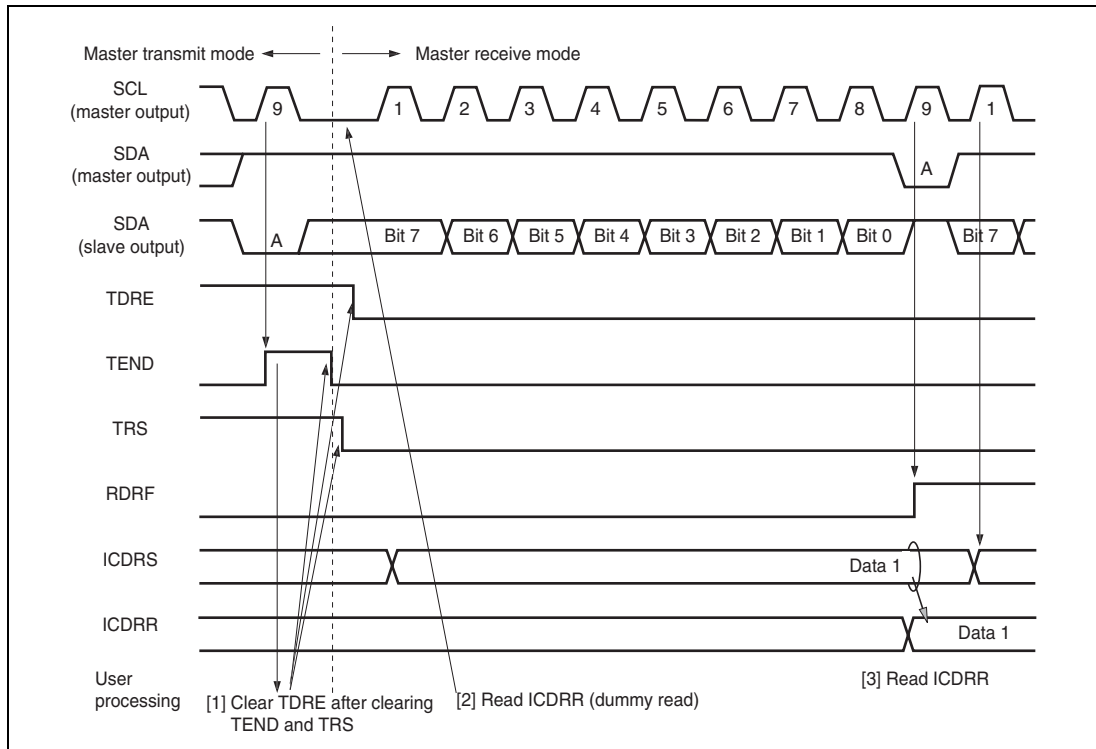 Master transmit mode
Master receive mode
SCL
(master output)
9
1
2
3
4
5
6
7
8
9
1
SDA
(master output)
A
SDA
(slave output)
A
Bit 7
Bit 6
Bit 5
Bit 4
Bit 3
Bit 2
Bit 1
Bit 0
Bit 7
TDRE
TEND
TRS
RDRF
ICDRS
Data 1
ICDRR
Data 1
User
processing
[1] Clear TDRE after clearing
TEND and TRS
[2] Read ICDRR (dummy read)
[3] Read ICDRR